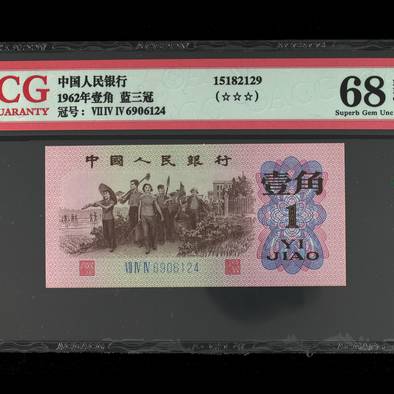 CG
GUARANTY
中国人民银行
1962年壹角 蓝三冠
冠号：Ⅶ Ⅳ Ⅳ 6906124
15182129
(☆☆☆)
68
Superb Gem Unc
中國人民銀行
壹角
1
YI
JIAO
Ⅶ Ⅳ Ⅳ 6906124